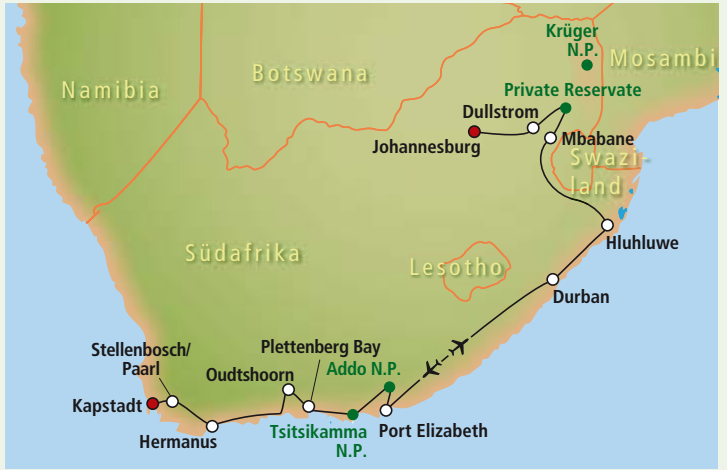 Krüger
N.P.
Mosambi
Botswana
Namibia
Private Reservate
Dullstrom
Johannesburg
Mbabane
Swazi-
land
Hluhluwe
Südafrika
Lesotho
Durban
Stellenbosch/
Paarl
Plettenberg Bay
Addo N.P.
Oudtshoorn
Kapstadt
Hermanus
Tsitsikamma
N.P.
Port Elizabeth